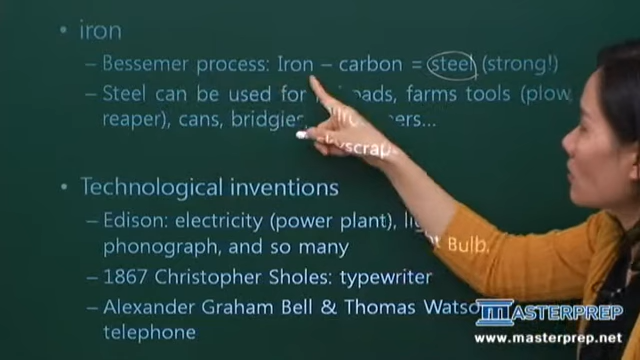 • iron
– Bessemer process: Iron – carbon = steel (strong!)
– Steel can be used for farms tools (plow,
reaper), cans,
• Technological inventions
– Edison: electricity (power plant),
Bulb,
phonograph, and so many
– 1867 Christopher Sholes: typewriter
– Alexander Graham Bell & Thomas
telephone
MASTERPREP
www.masterprep.net